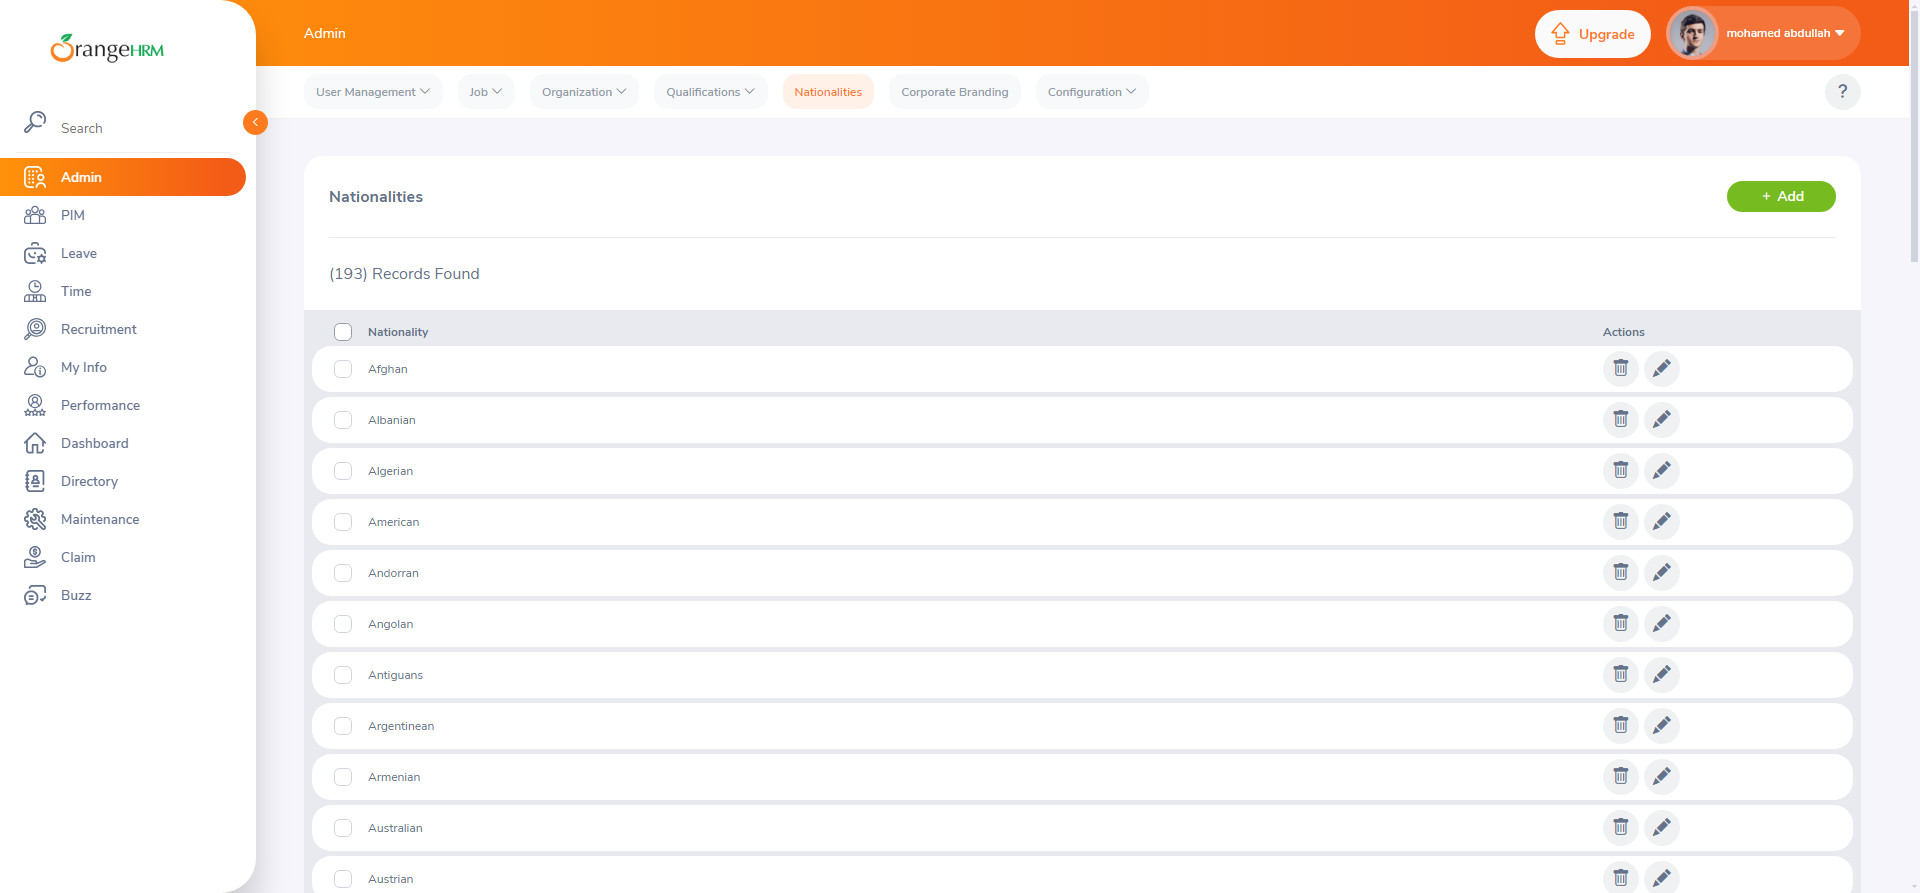 OrangeHRM
Admin
Upgrade
mohamed abdullah
User Management
Job
Organization
Qualifications
Nationalities
Corporate Branding
Configuration
?
Search
Admin
PIM
Leave
Time
Recruitment
My Info
Performance
Dashboard
Directory
Maintenance
Claim
Buzz
Nationalities
+ Add
(193) Records Found
Nationality Actions
Afghan
Albanian
Algerian
American
Andorran
Angolan
Antiguans
Argentinean
Armenian
Australian
Austrian